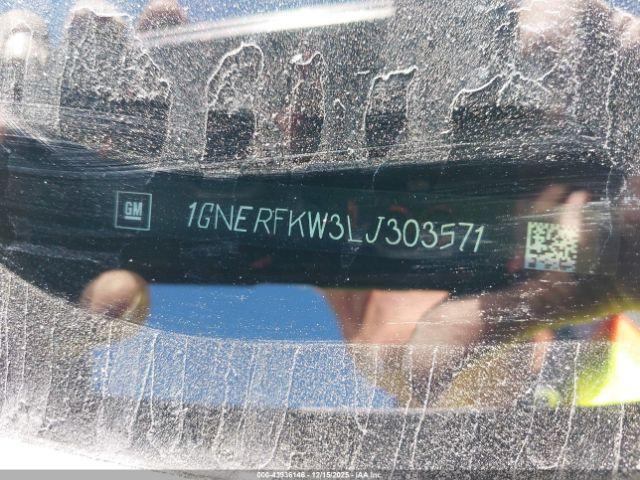 GM
1GNERFKW3LJ303571
000-43936146 - 12/15/2025 - IAA Inc.